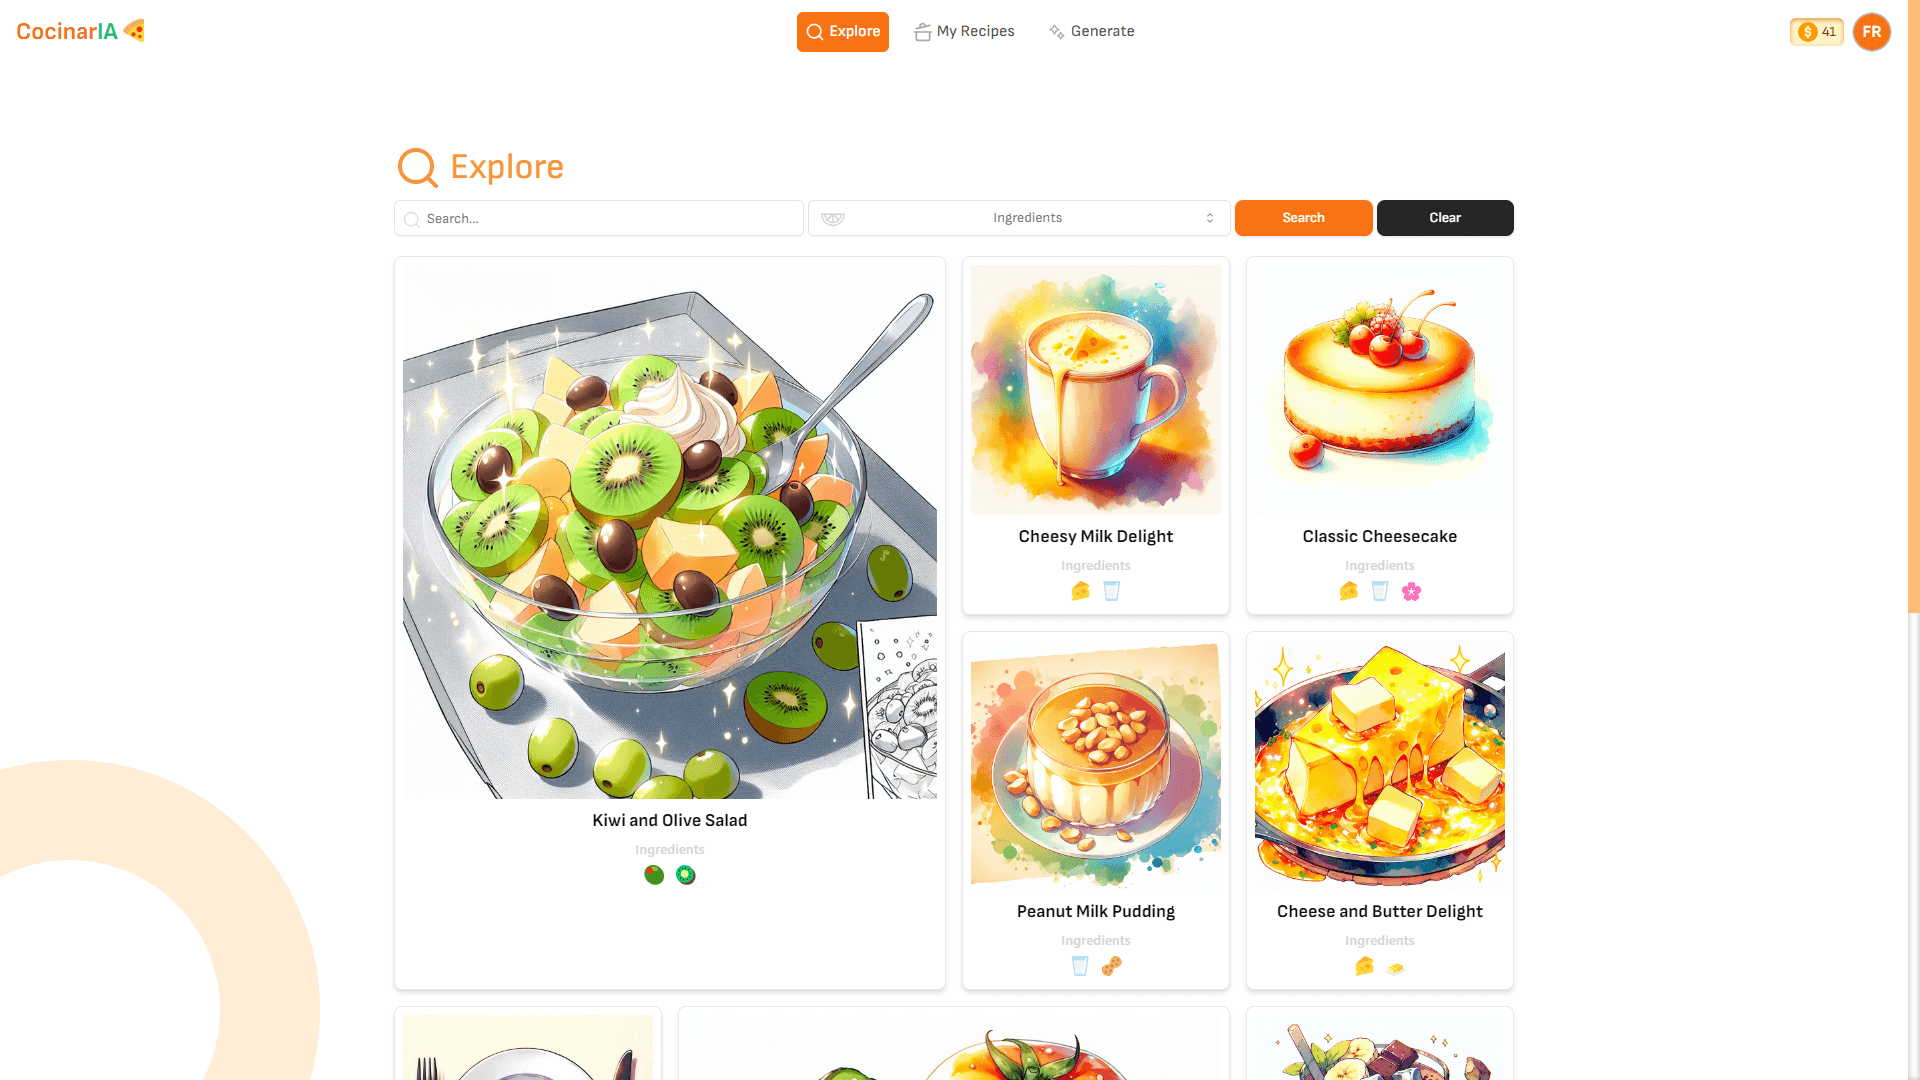 CocinarIA
Explore
My Recipes
Generate
$ 41
FR
Explore
Search...
Ingredients
Search
Clear
Kiwi and Olive Salad
Ingredients
Cheesy Milk Delight
Ingredients
Classic Cheesecake
Ingredients
Peanut Milk Pudding
Ingredients
Cheese and Butter Delight
Ingredients